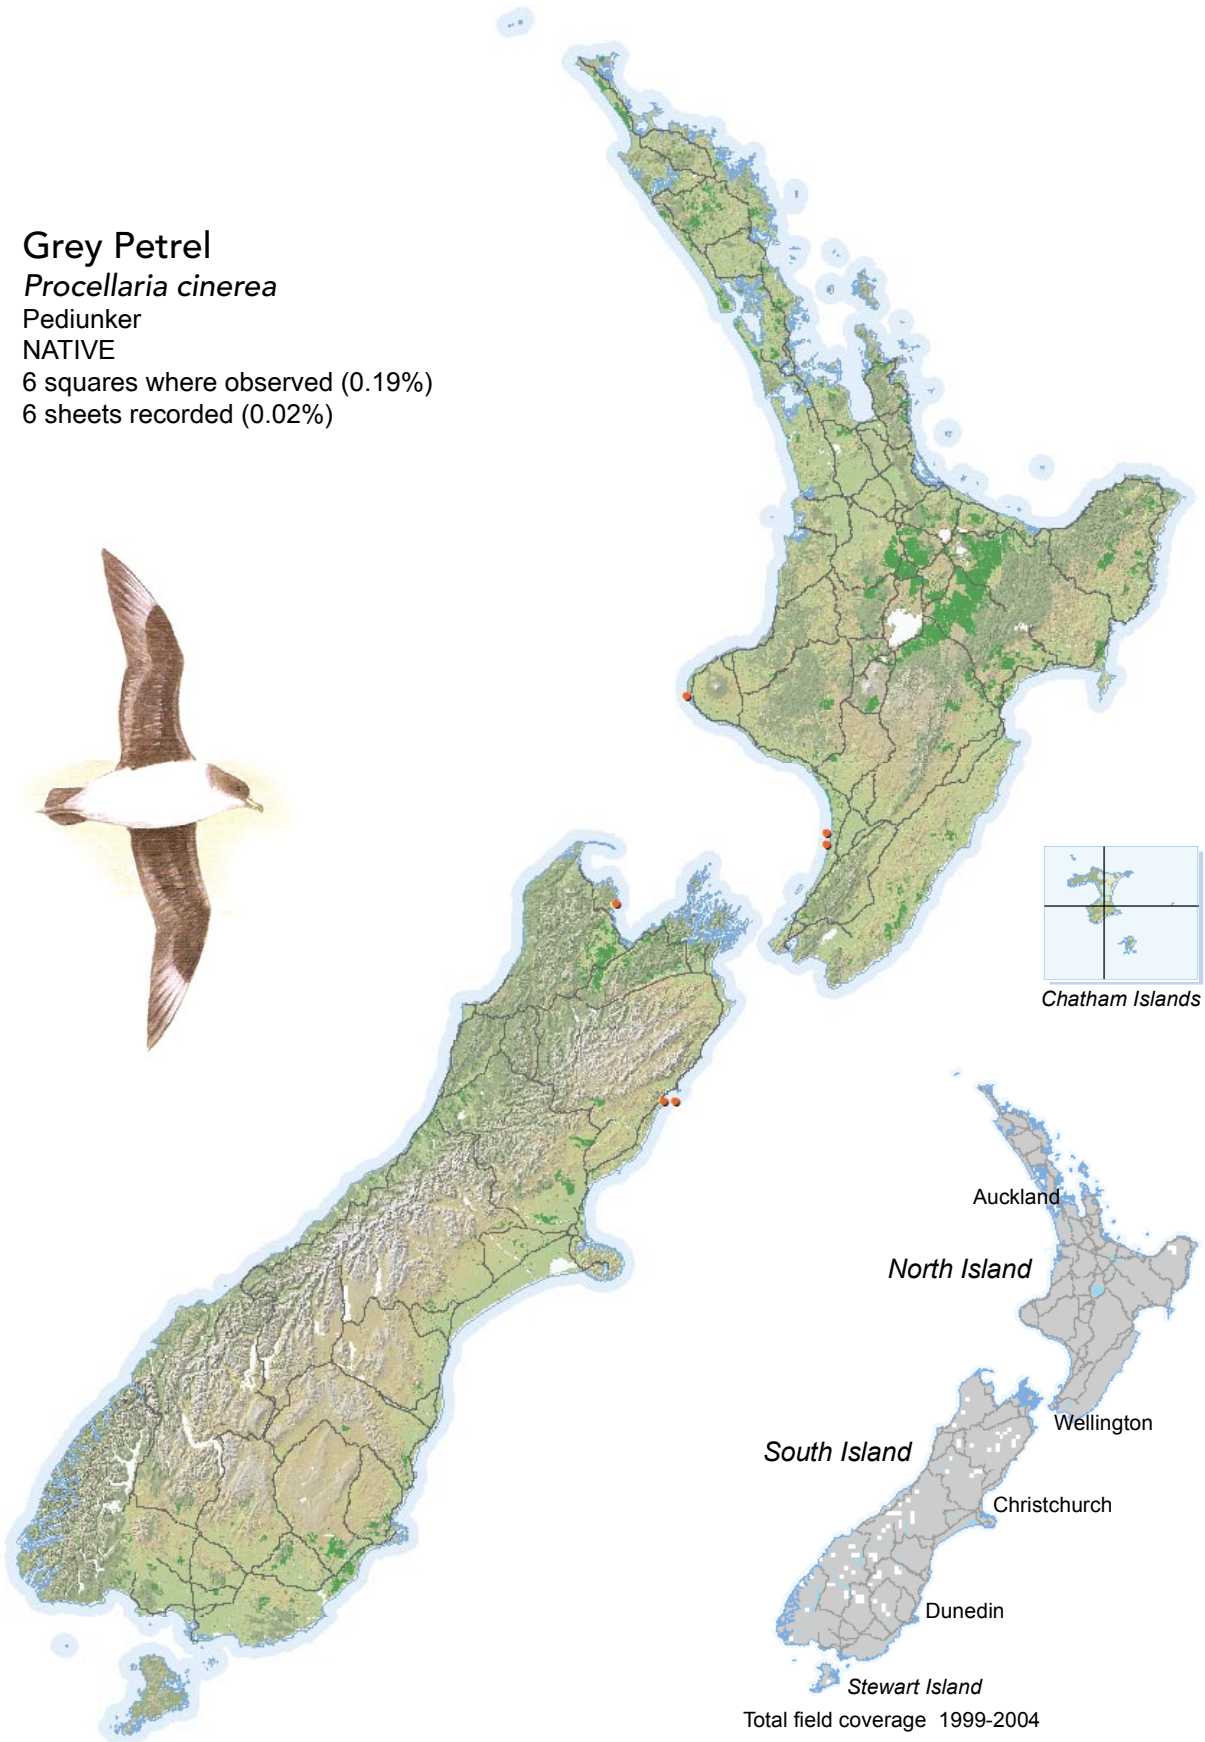 Grey Petrel
Procellaria cinerea
Pediunker
NATIVE
6 squares where observed (0.19%)
6 sheets recorded (0.02%)
Chatham Islands
Auckland
North Island
Wellington
South Island
Christchurch
Dunedin
Stewart Island
Total field coverage 1999-2004